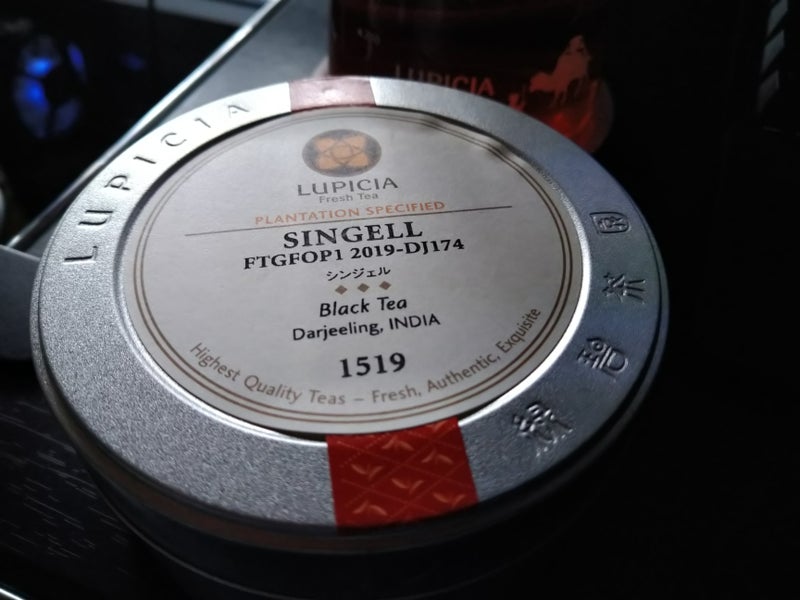 LUPICIA
LUPICIA
LUPICIA
Fresh Tea
PLANTATION SPECIFIED
SINGELL
FTGFOP1 2019-DJ174
シンジェル
Black Tea
Darjeeling, INDIA
1519
Highest Quality Teas – Fresh, Authentic, Exquisite